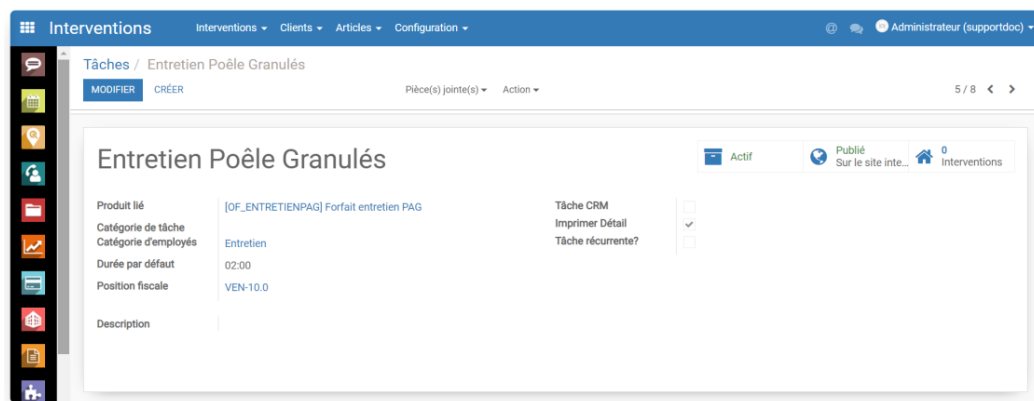 Interventions Interventions Clients Articles Configuration @ Administrateur (supportdoc)
Tâches / Entretien Poêle Granulés
MODIFIER CRÉER Pièce(s) jointe(s) Action 5 / 8
Entretien Poêle Granulés
Actif
Publié
Sur le site inte...
0
Interventions
Produit lié [OF_ENTRETIENPAG] Forfait entretien PAG
Catégorie de tâche
Catégorie d'employés Entretien
Durée par défaut 02:00
Position fiscale VEN-10.0
Description
Tâche CRM
Imprimer Détail
Tâche récurrente?